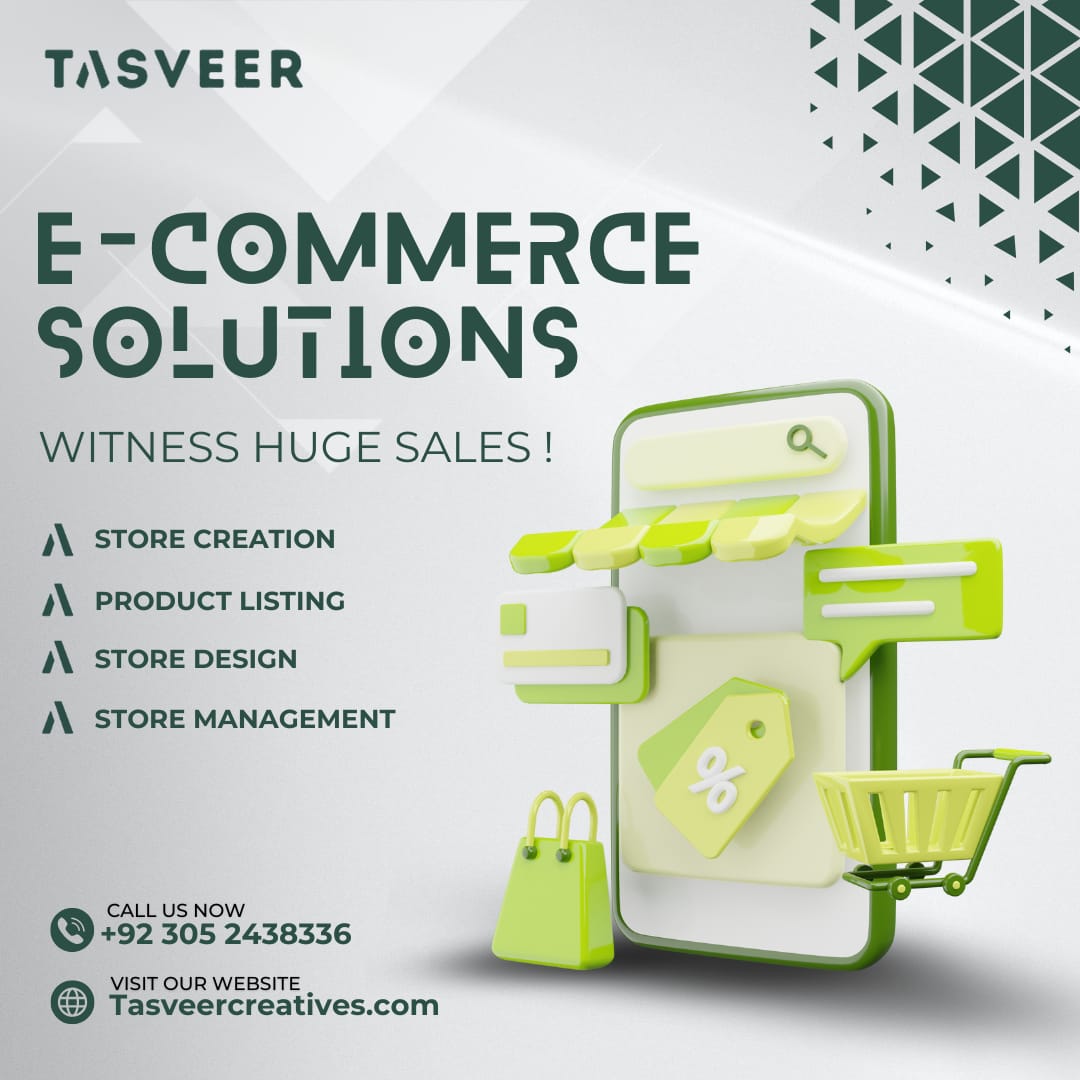 TASVEER
E-COMMERCE
SOLUTIONS
WITNESS HUGE SALES !
STORE CREATION
PRODUCT LISTING
STORE DESIGN
STORE MANAGEMENT
%
CALL US NOW
+92 305 2438336
VISIT OUR WEBSITE
Tasveercreatives.com